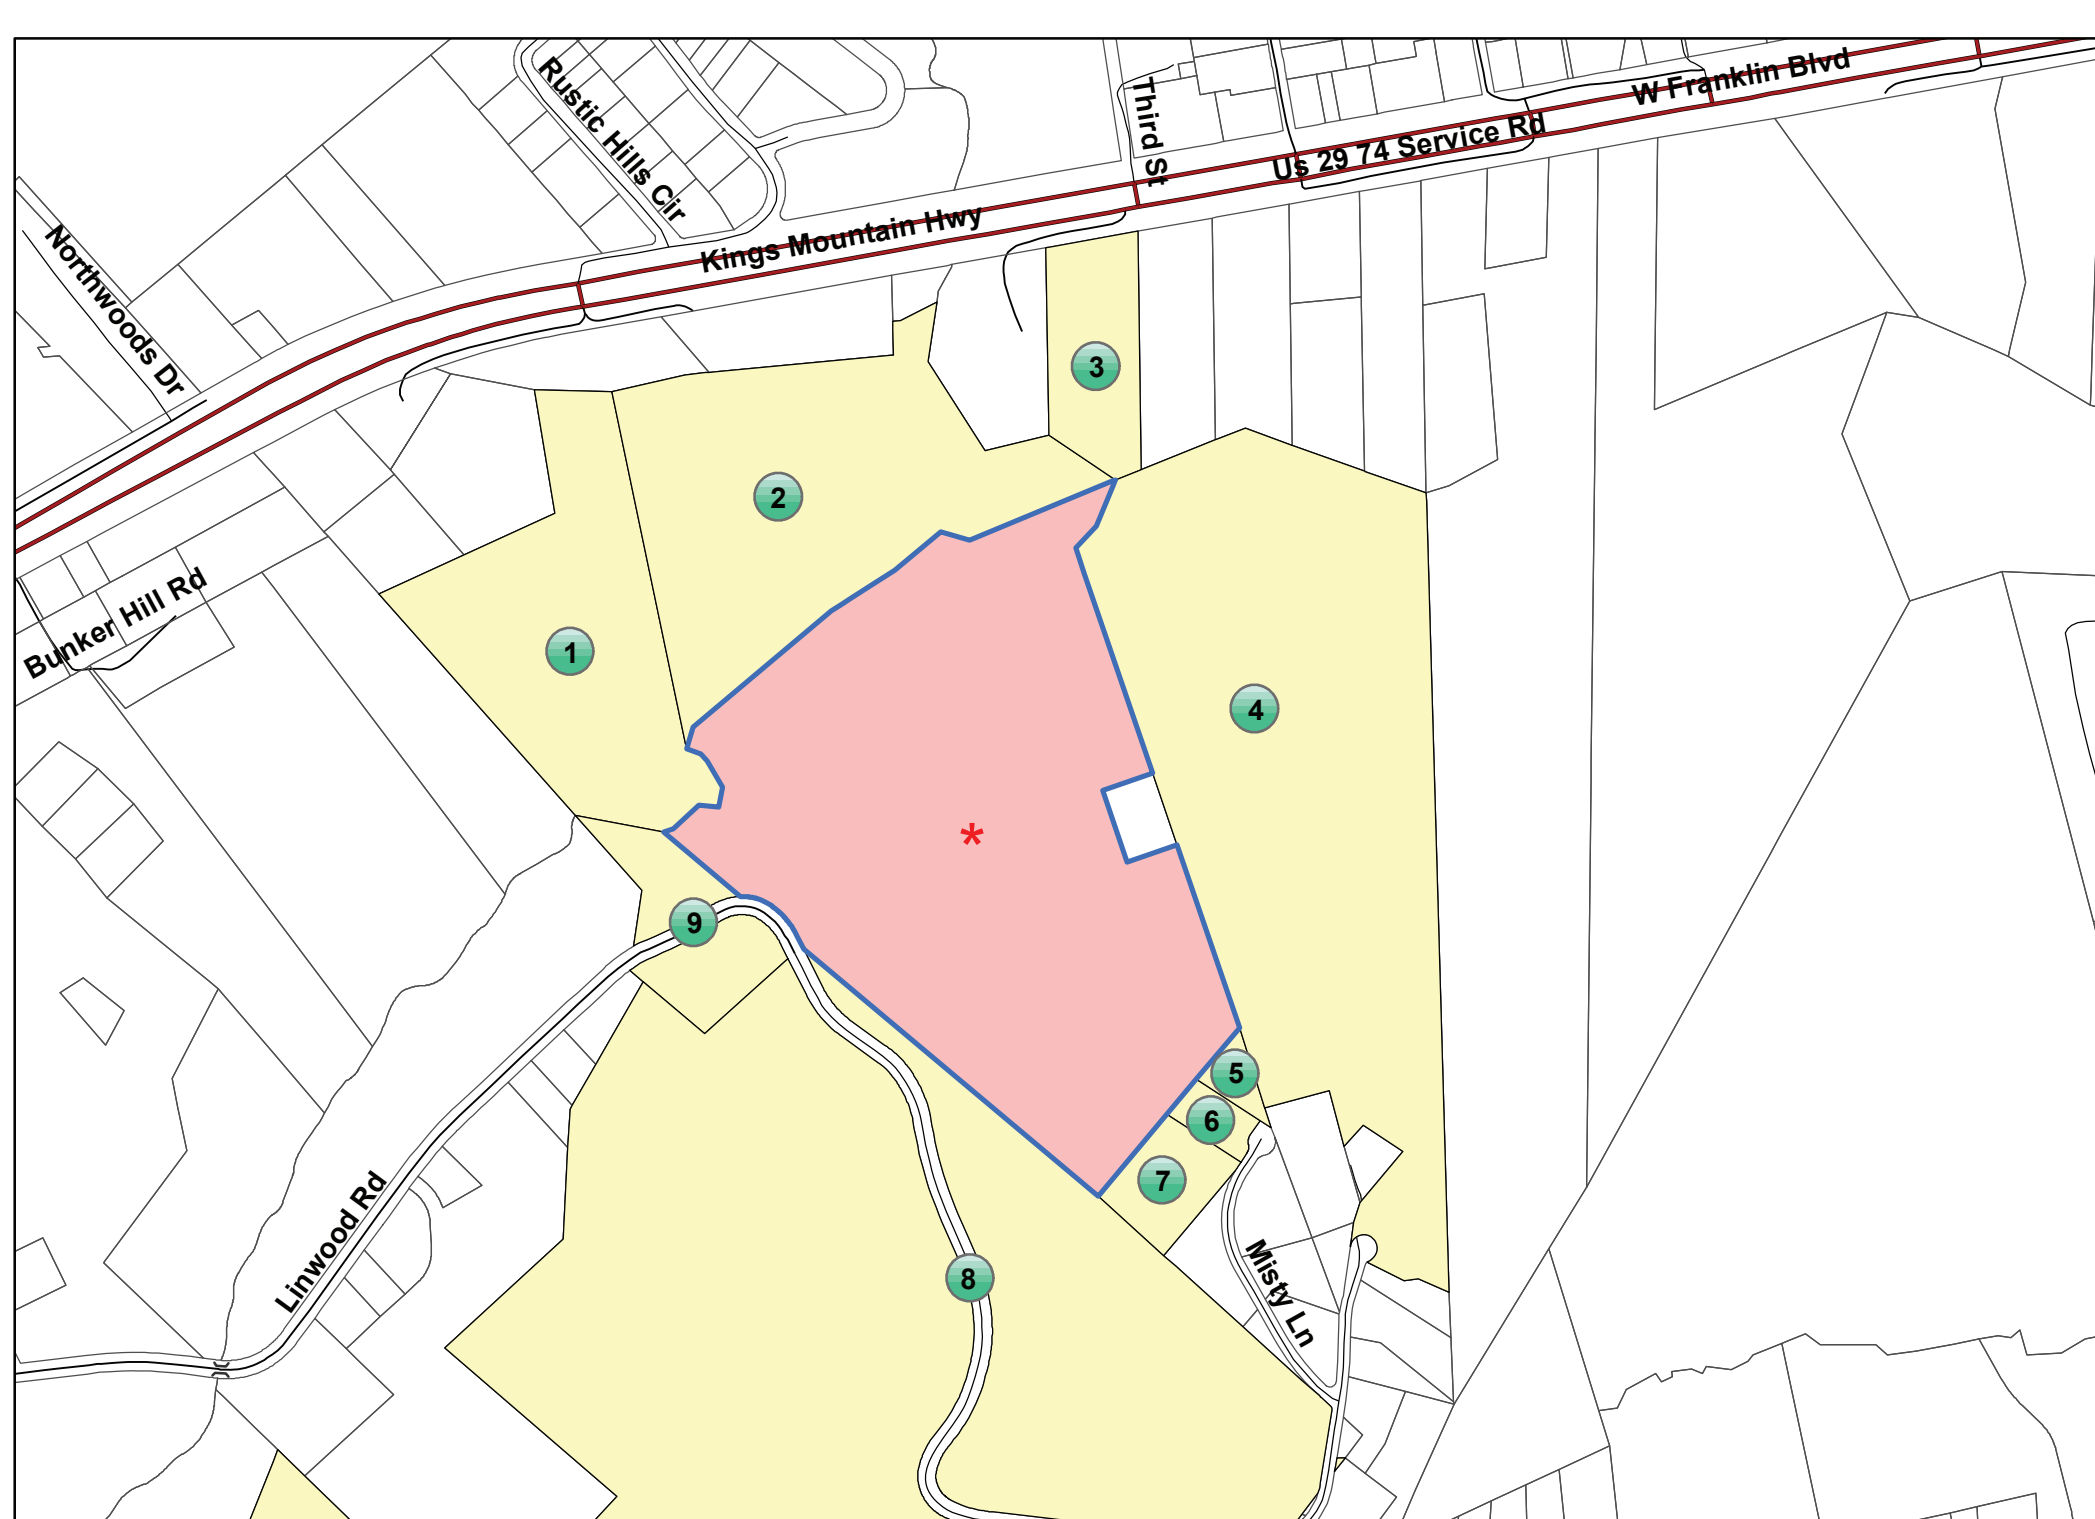 W Franklin Blvd
Rustic Hills Cir
Third St
Us 29 74 Service Rd
Kings Mountain Hwy
Northwoods Dr
3
2
Bunker Hill Rd
1
4
*
9
5
6
7
Linwood Rd
8
Misty Ln